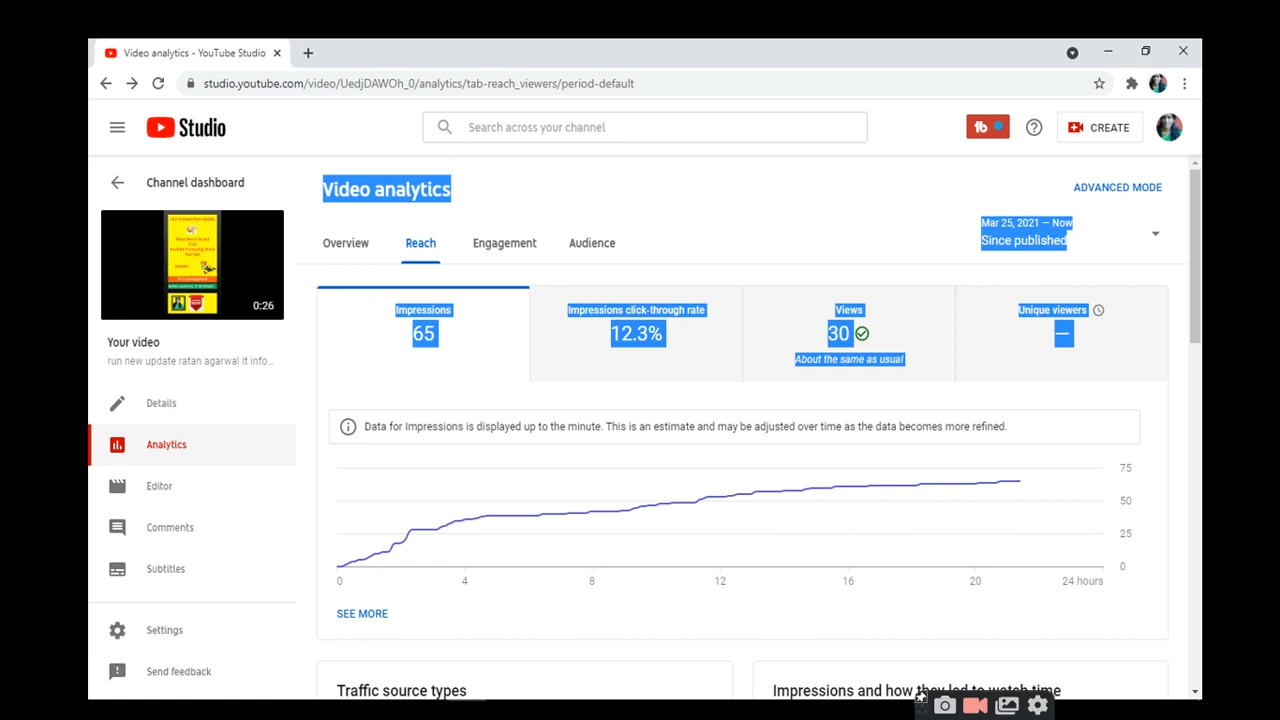 Video analytics - YouTube Studio
studio.youtube.com/video/UedjDAWOh_0/analytics/tab-reach_viewers/period-default
Studio
Search across your channel
CREATE
Channel dashboard
0:26
Your video
run new update ratan agarwal it info...
Details
Analytics
Editor
Comments
Subtitles
Settings
Send feedback
Video analytics
ADVANCED MODE
Overview
Reach
Engagement
Audience
Mar 25, 2021 — Now
Since published
Impressions
65
Impressions click-through rate
12.3%
Views
30
About the same as usual
Unique viewers
—
Data for Impressions is displayed up to the minute. This is an estimate and may be adjusted over time as the data becomes more refined.
75
50
25
0
0 4 8 12 16 20 24 hours
SEE MORE
Traffic source types
Impressions and how they led to watch time